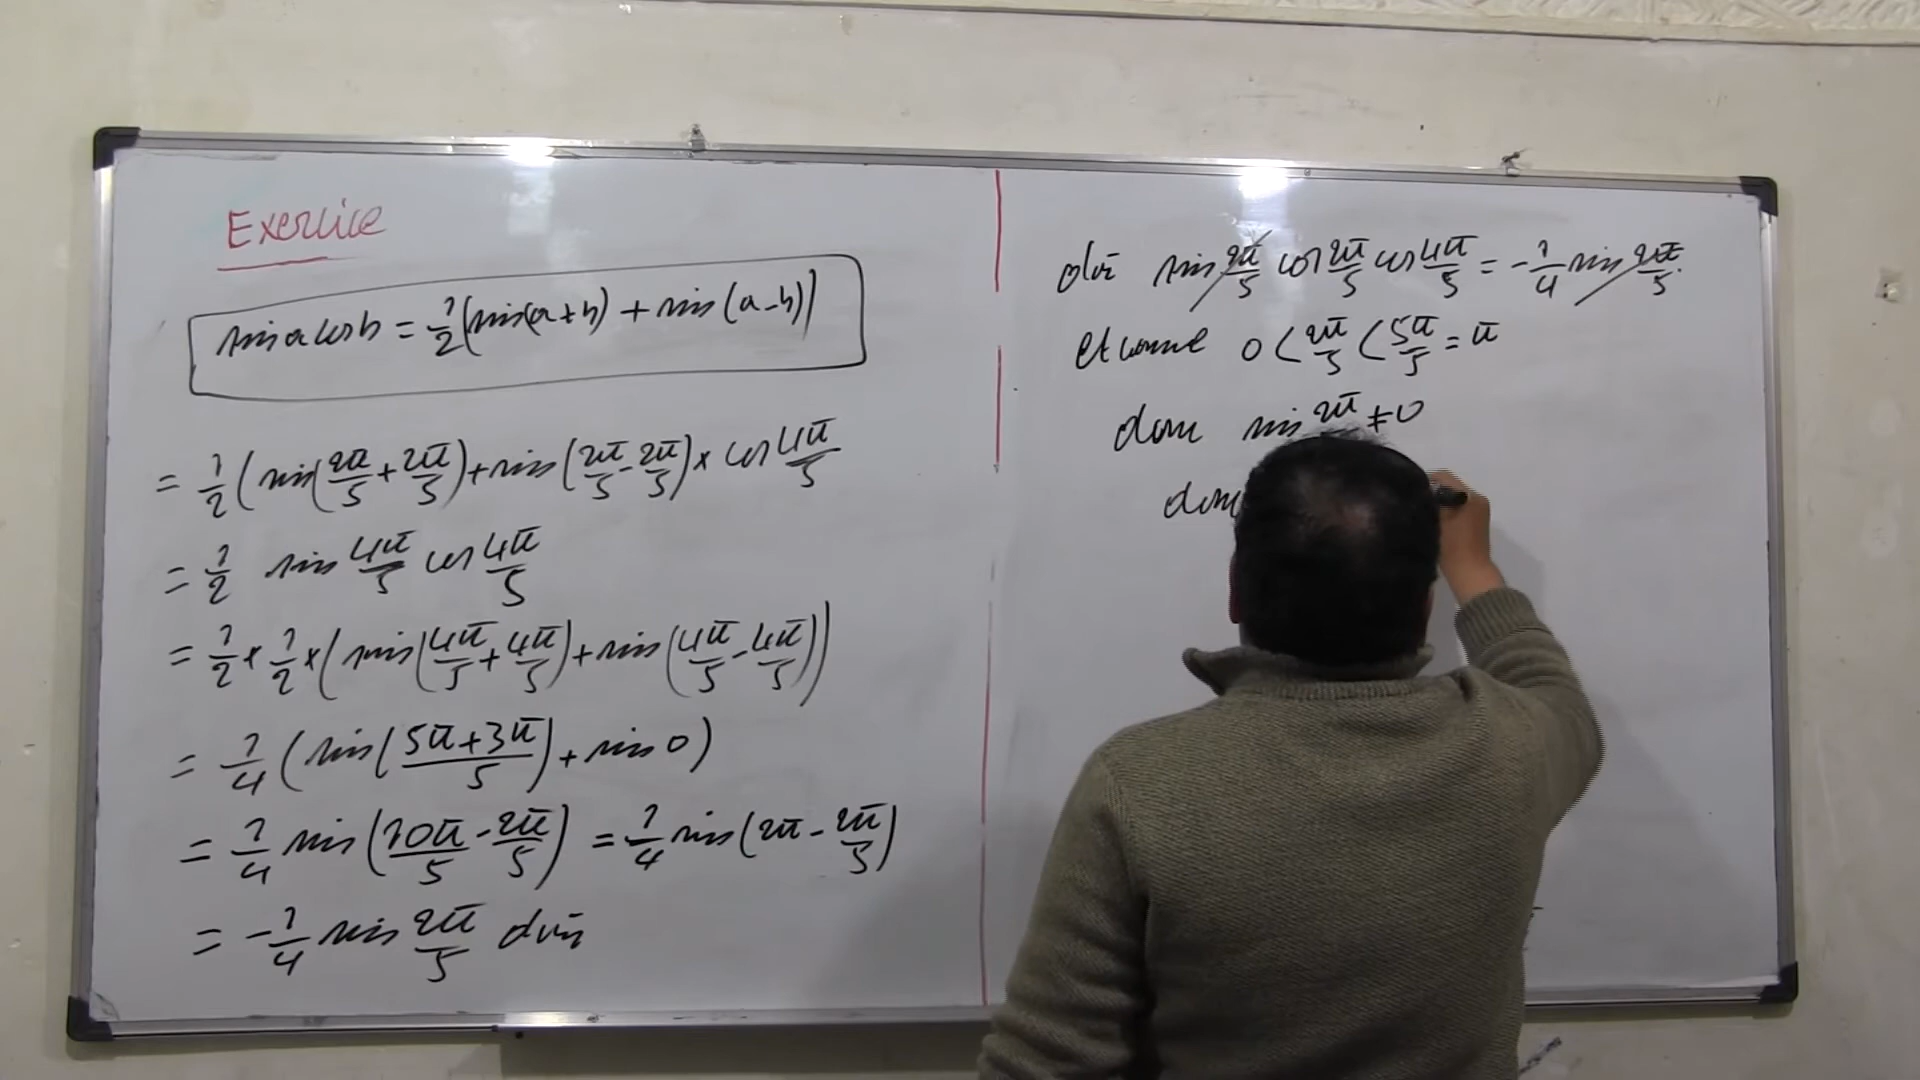 Exercice
sin a cos b = 1/2 (sin(a+b) + sin(a-b))
= 1/2 (sin(2π/5 + 2π/5) + sin(2π/5 - 2π/5) × cos 4π/5
= 1/2 sin 4π/5 cos 4π/5
= 1/2 × 1/2 × (sin(4π/5 + 4π/5) + sin(4π/5 - 4π/5))
= 1/4 (sin((5π+3π)/5) + sin 0)
= 1/4 sin(10π/5 - 2π/5) = 1/4 sin(2π - 2π/5)
= -1/4 sin 2π/5 d'où
d'où sin 2π/5 cos 2π/5 cos 4π/5 = -1/4 sin 2π/5.
et comme 0 < 2π/5 < 5π/5 = π
donc sin 2π ≠ 0
donc